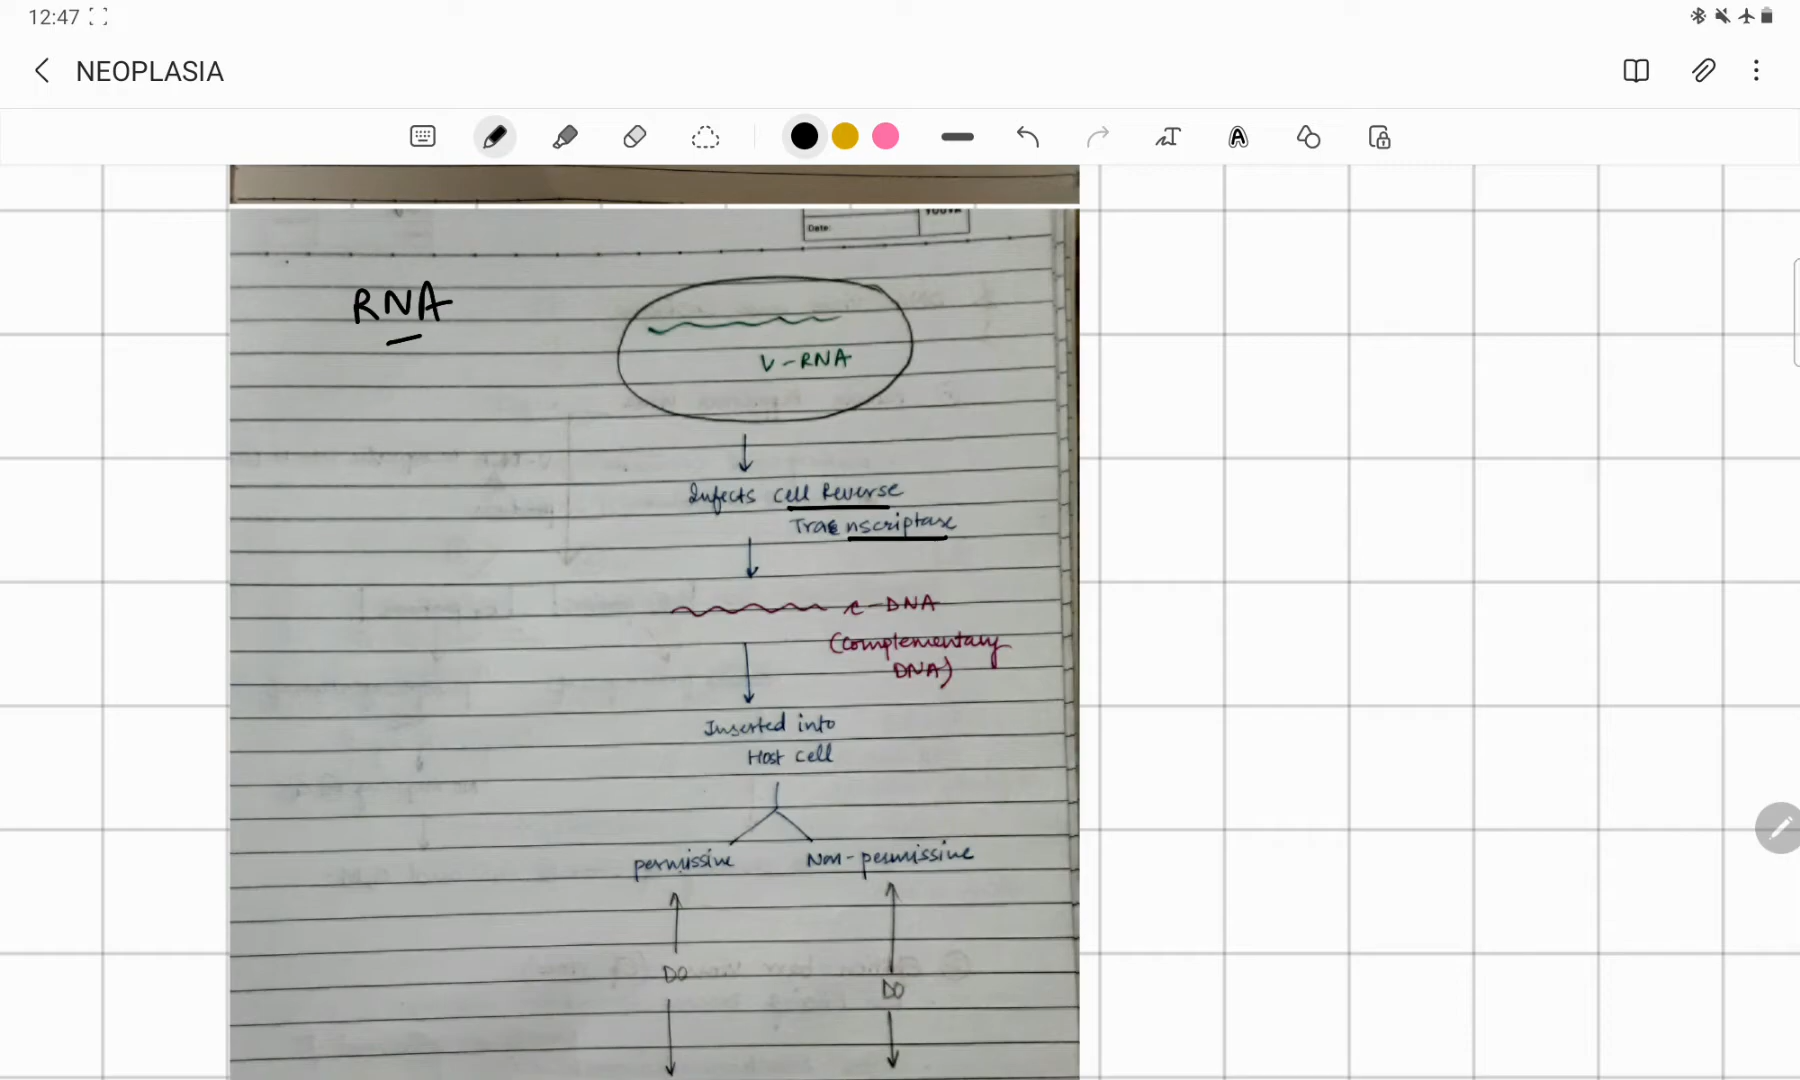 12:47
NEOPLASIA
Date:
YOUVA
RNA
V-RNA
Infects cell Reverse
Transcriptase
c-DNA
(Complementary
DNA)
Inserted into
Host cell
permissive
Non-permissive
DO
DO